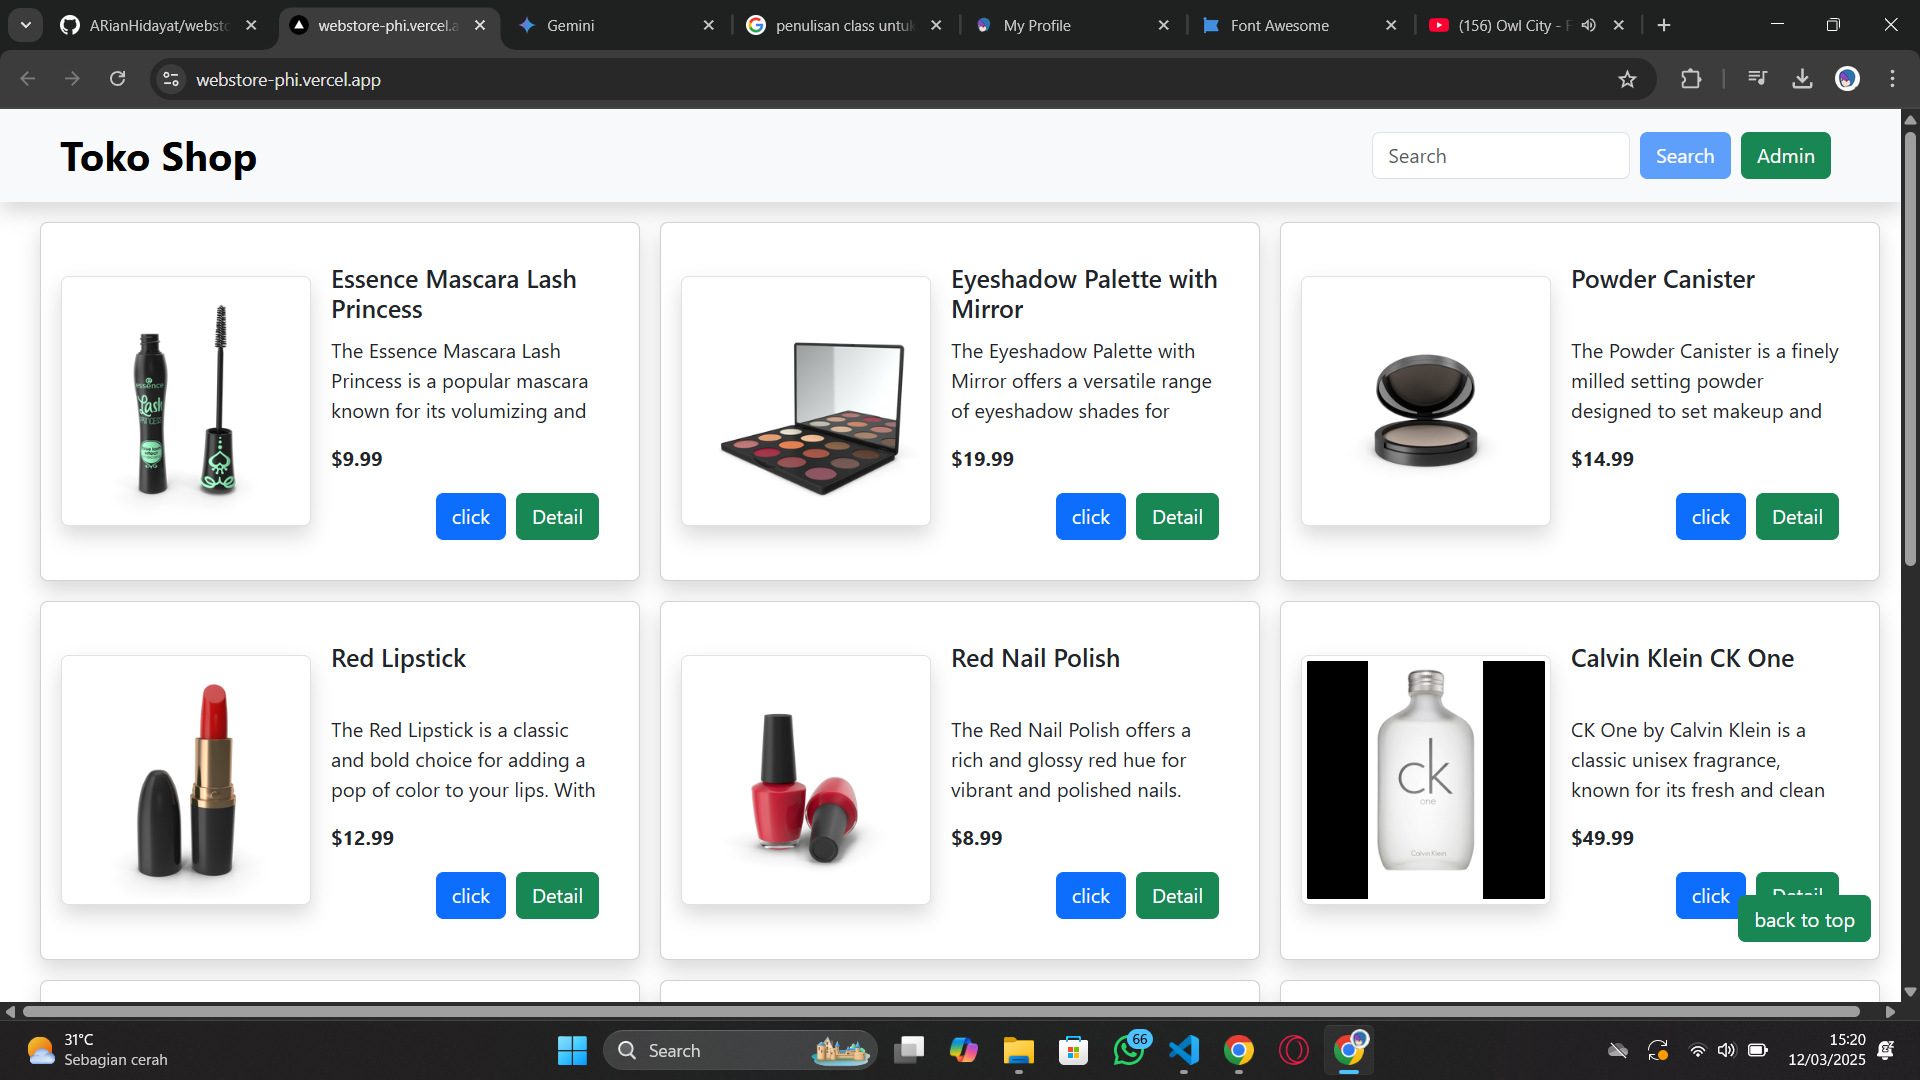 ARianHidayat/websto
webstore-phi.vercel.a
Gemini
penulisan class untuk
My Profile
Font Awesome
(156) Owl City - F
webstore-phi.vercel.app
Toko Shop
Search
Search
Admin
Essence Mascara Lash
Princess
The Essence Mascara Lash
Princess is a popular mascara
known for its volumizing and
$9.99
click
Detail
Eyeshadow Palette with
Mirror
The Eyeshadow Palette with
Mirror offers a versatile range
of eyeshadow shades for
$19.99
click
Detail
Powder Canister
The Powder Canister is a finely
milled setting powder
designed to set makeup and
$14.99
click
Detail
essence
Lash
PRINCESS
Red Lipstick
The Red Lipstick is a classic
and bold choice for adding a
pop of color to your lips. With
$12.99
click
Detail
Red Nail Polish
The Red Nail Polish offers a
rich and glossy red hue for
vibrant and polished nails.
$8.99
click
Detail
ck
one
Calvin Klein
Calvin Klein CK One
CK One by Calvin Klein is a
classic unisex fragrance,
known for its fresh and clean
$49.99
click
Detail
back to top
31°C
Sebagian cerah
Search
66
15:20
12/03/2025